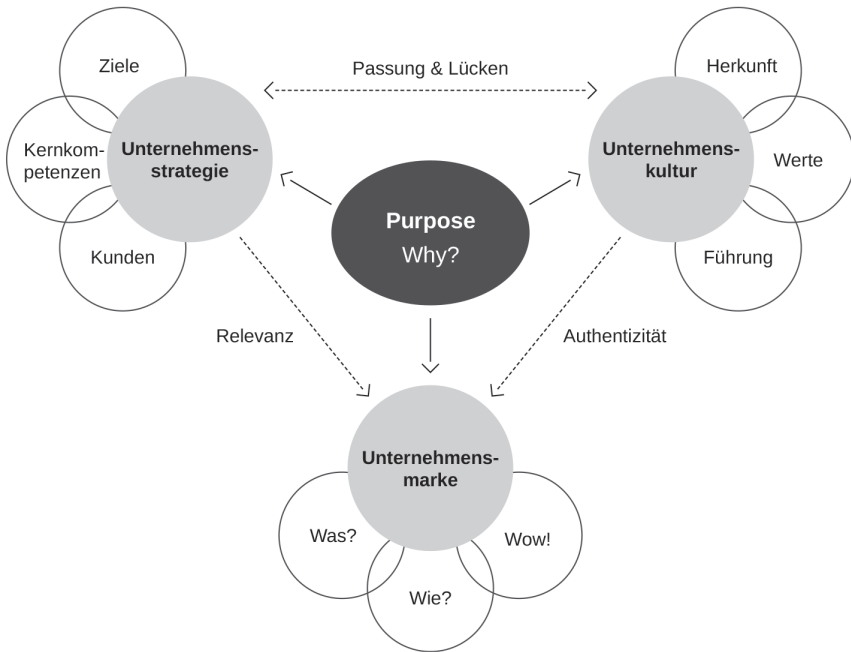 Ziele
Kernkom-
petenzen
Kunden
Unternehmens-
strategie
Passung & Lücken
Unternehmens-
kultur
Herkunft
Werte
Führung
Purpose
Why?
Relevanz
Authentizität
Unternehmens-
marke
Was?
Wie?
Wow!